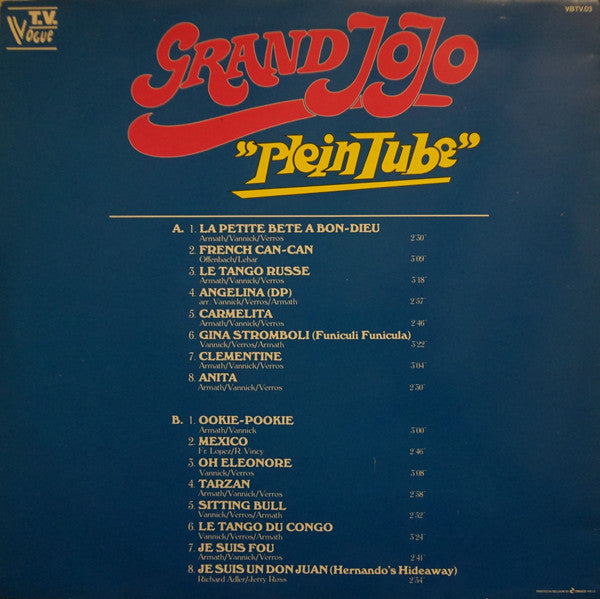 T.V.
VOGUE
VBTV.03
GRAND JOJO
"Plein Tube"
A. 1. LA PETITE BETE A BON-DIEU
Armath/Vannick/Verros 2'30"
2. FRENCH CAN-CAN
Offenbach/Lehar 3'09"
3. LE TANGO RUSSE
Armath/Vannick/Verros 3'18"
4. ANGELINA (DP)
arr. Vannick/Verros/Armath 2'57"
5. CARMELITA
Armath/Vannick/Verros 2'46"
6. GINA STROMBOLI (Funiculi Funicula)
Vannick/Verros/Armath 3'22"
7. CLEMENTINE
Armath/Vannick/Verros 3'04"
8. ANITA
Armath/Vannick/Verros 2'30"
B. 1. OOKIE-POOKIE
Armath/Vannick 3'00"
2. MEXICO
Fr. Lopez/R. Vincy 2'46"
3. OH ELEONORE
Vannick/Verros 3'08"
4. TARZAN
Armath/Vannick/Verros 2'38"
5. SITTING BULL
Vannick/Verros/Armath 2'52"
6. LE TANGO DU CONGO
Vannick/Verros/Armath 3'24"
7. JE SUIS FOU
Armath/Vannick/Verros 2'41"
8. JE SUIS UN DON JUAN (Hernando's Hideaway)
Richard Adler/Jerry Ross 2'54"
PRINTED IN BELGIUM BY